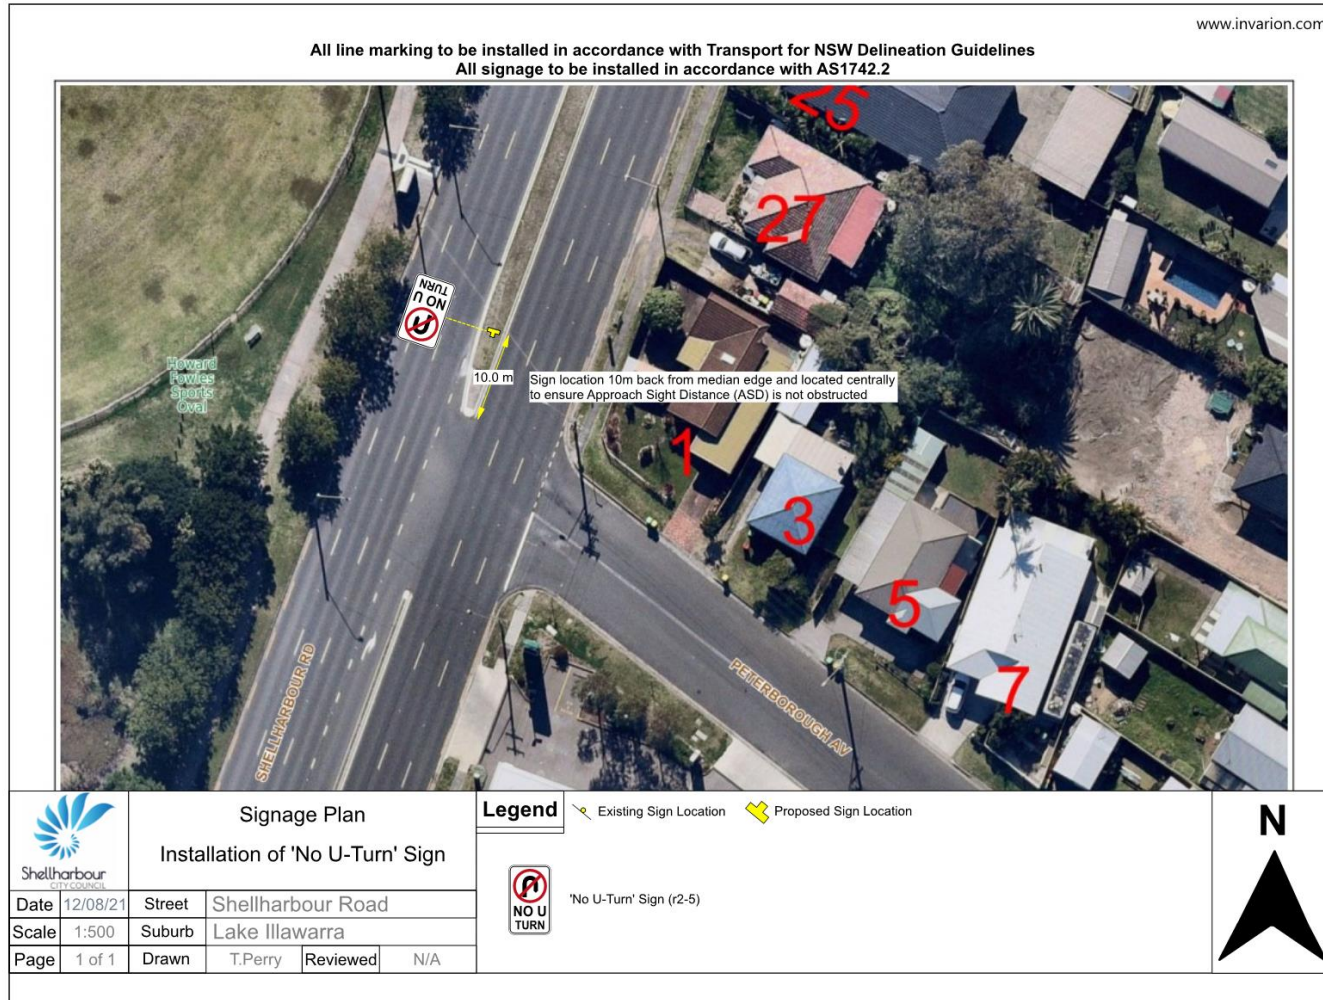 www.invarion.com
All line marking to be installed in accordance with Transport for NSW Delineation Guidelines
All signage to be installed in accordance with AS1742.2
25
27
NO U
TURN
10.0 m
Sign location 10m back from median edge and located centrally
to ensure Approach Sight Distance (ASD) is not obstructed
Howard
Fowles
Sports
Oval
1
3
5
7
SHELLHARBOUR RD
PETERBOROUGH AV
Shellharbour
CITY COUNCIL
Signage Plan
Installation of 'No U-Turn' Sign
Date 12/08/21 Street Shellharbour Road
Scale 1:500 Suburb Lake Illawarra
Page 1 of 1 Drawn T.Perry Reviewed N/A
Legend Existing Sign Location Proposed Sign Location
NO U
TURN
'No U-Turn' Sign (r2-5)
N